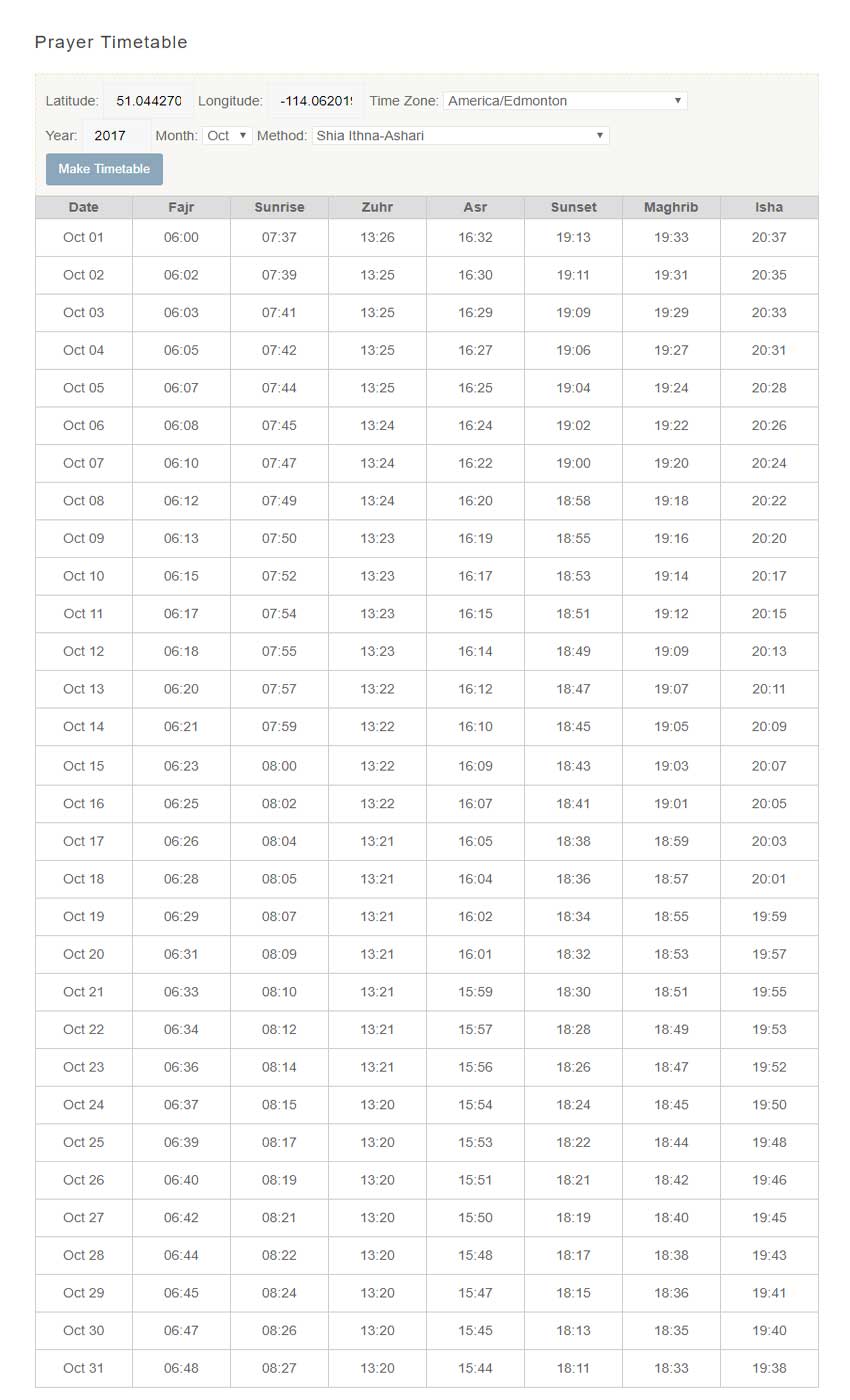 Prayer Timetable
Latitude: 51.044270 Longitude: -114.062019 Time Zone: America/Edmonton
Year: 2017 Month: Oct Method: Shia Ithna-Ashari
Make Timetable
Date Fajr Sunrise Zuhr Asr Sunset Maghrib Isha
Oct 01 06:00 07:37 13:26 16:32 19:13 19:33 20:37
Oct 02 06:02 07:39 13:25 16:30 19:11 19:31 20:35
Oct 03 06:03 07:41 13:25 16:29 19:09 19:29 20:33
Oct 04 06:05 07:42 13:25 16:27 19:06 19:27 20:31
Oct 05 06:07 07:44 13:25 16:25 19:04 19:24 20:28
Oct 06 06:08 07:45 13:24 16:24 19:02 19:22 20:26
Oct 07 06:10 07:47 13:24 16:22 19:00 19:20 20:24
Oct 08 06:12 07:49 13:24 16:20 18:58 19:18 20:22
Oct 09 06:13 07:50 13:23 16:19 18:55 19:16 20:20
Oct 10 06:15 07:52 13:23 16:17 18:53 19:14 20:17
Oct 11 06:17 07:54 13:23 16:15 18:51 19:12 20:15
Oct 12 06:18 07:55 13:23 16:14 18:49 19:09 20:13
Oct 13 06:20 07:57 13:22 16:12 18:47 19:07 20:11
Oct 14 06:21 07:59 13:22 16:10 18:45 19:05 20:09
Oct 15 06:23 08:00 13:22 16:09 18:43 19:03 20:07
Oct 16 06:25 08:02 13:22 16:07 18:41 19:01 20:05
Oct 17 06:26 08:04 13:21 16:05 18:38 18:59 20:03
Oct 18 06:28 08:05 13:21 16:04 18:36 18:57 20:01
Oct 19 06:29 08:07 13:21 16:02 18:34 18:55 19:59
Oct 20 06:31 08:09 13:21 16:01 18:32 18:53 19:57
Oct 21 06:33 08:10 13:21 15:59 18:30 18:51 19:55
Oct 22 06:34 08:12 13:21 15:57 18:28 18:49 19:53
Oct 23 06:36 08:14 13:21 15:56 18:26 18:47 19:52
Oct 24 06:37 08:15 13:20 15:54 18:24 18:45 19:50
Oct 25 06:39 08:17 13:20 15:53 18:22 18:44 19:48
Oct 26 06:40 08:19 13:20 15:51 18:21 18:42 19:46
Oct 27 06:42 08:21 13:20 15:50 18:19 18:40 19:45
Oct 28 06:44 08:22 13:20 15:48 18:17 18:38 19:43
Oct 29 06:45 08:24 13:20 15:47 18:15 18:36 19:41
Oct 30 06:47 08:26 13:20 15:45 18:13 18:35 19:40
Oct 31 06:48 08:27 13:20 15:44 18:11 18:33 19:38